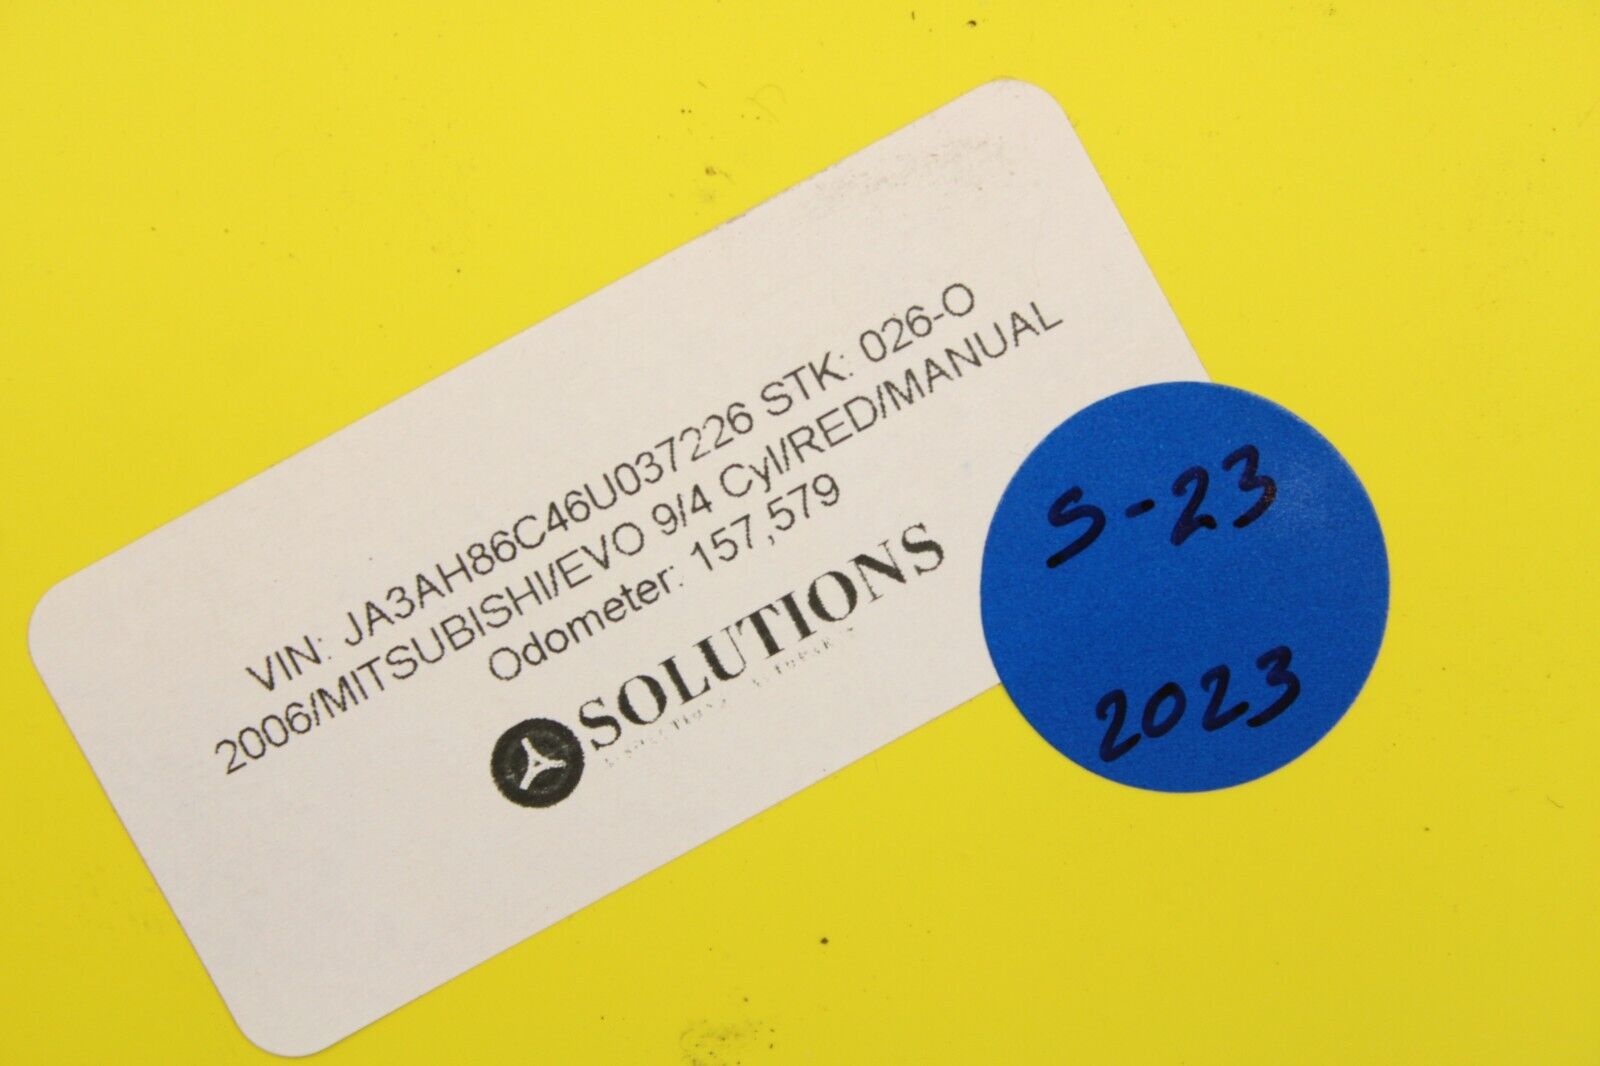 VIN: JA3AH86C46U037226 STK: 026-O
2006/MITSUBISHI/EVO 9/4 Cyl/RED/MANUAL
Odometer: 157,579
SOLUTIONS
S-23
2023